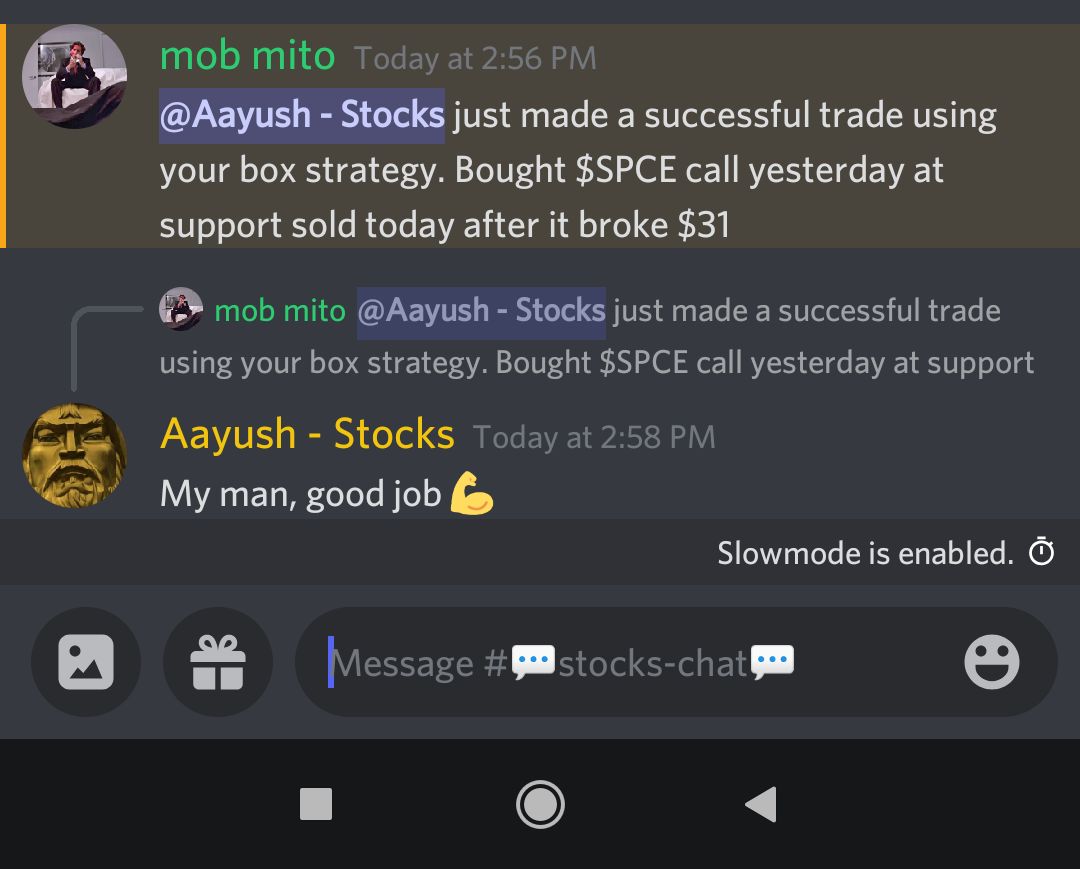 mob mito Today at 2:56 PM
@Aayush - Stocks just made a successful trade using
your box strategy. Bought $SPCE call yesterday at
support sold today after it broke $31
mob mito @Aayush - Stocks just made a successful trade
using your box strategy. Bought $SPCE call yesterday at support
Aayush - Stocks Today at 2:58 PM
My man, good job 💪
Slowmode is enabled.
Message #💬stocks-chat💬